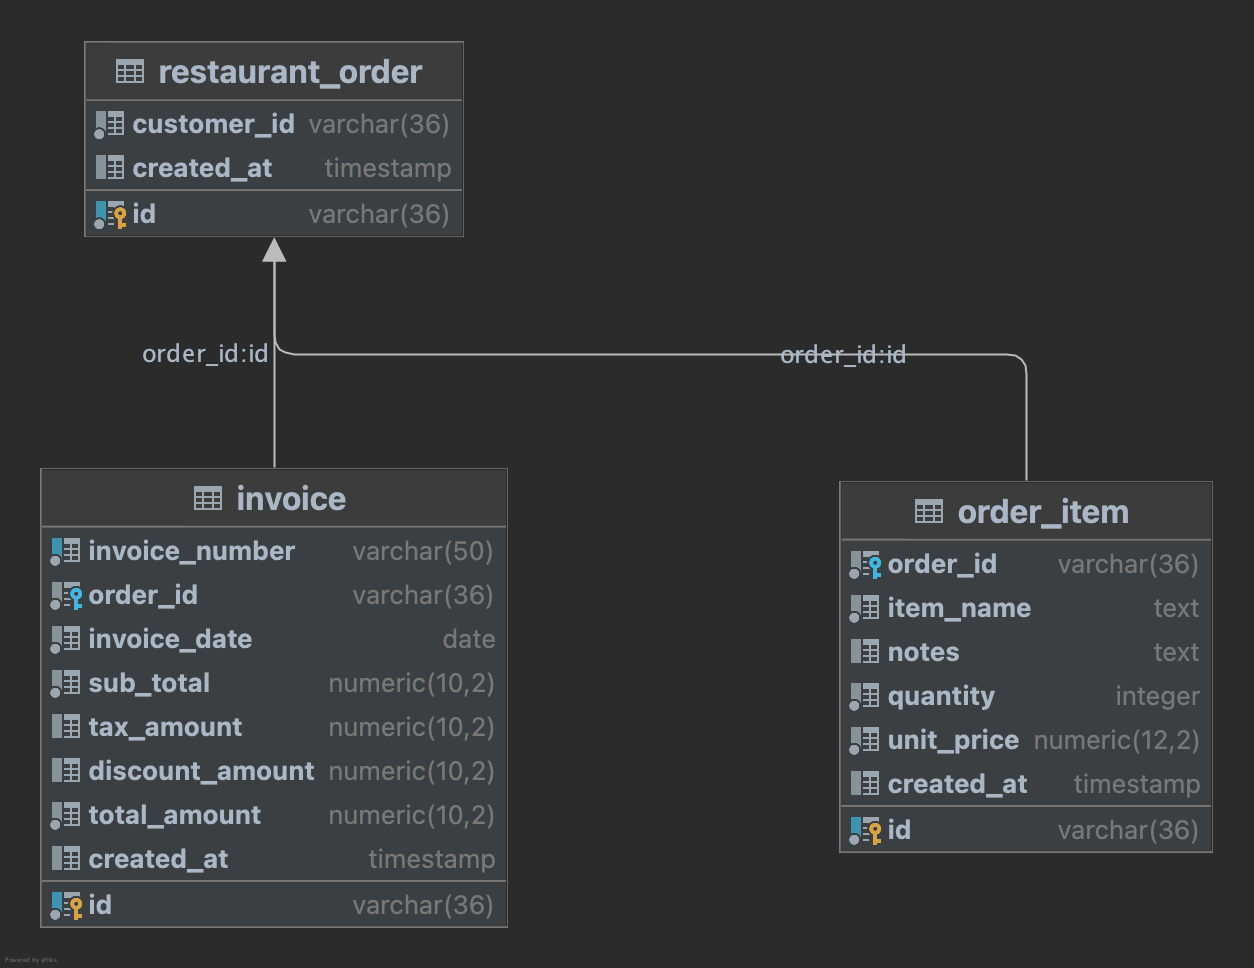 restaurant_order
customer_id varchar(36)
created_at timestamp
id varchar(36)
order_id:id
order_id:id
invoice
invoice_number varchar(50)
order_id varchar(36)
invoice_date date
sub_total numeric(10,2)
tax_amount numeric(10,2)
discount_amount numeric(10,2)
total_amount numeric(10,2)
created_at timestamp
id varchar(36)
order_item
order_id varchar(36)
item_name text
notes text
quantity integer
unit_price numeric(12,2)
created_at timestamp
id varchar(36)
Powered by yFiles